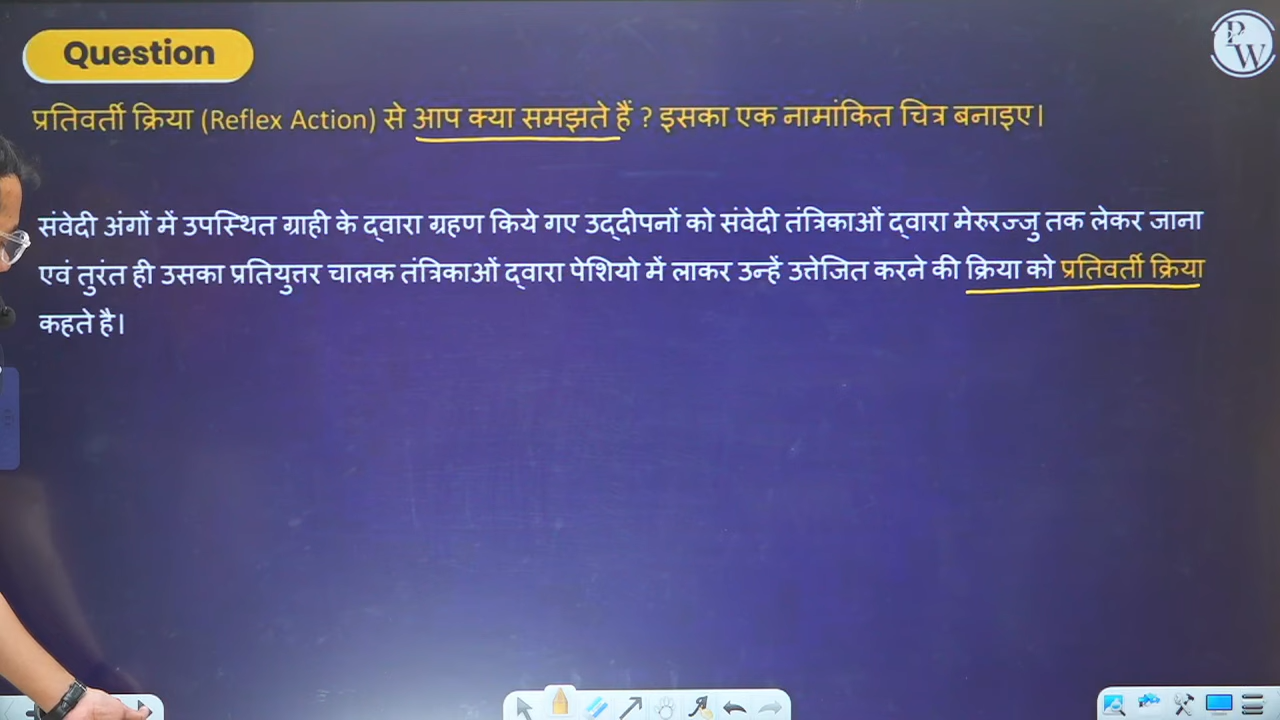 Question
PW
प्रतिवर्ती क्रिया (Reflex Action) से आप क्या समझते हैं ? इसका एक नामांकित चित्र बनाइए।
संवेदी अंगों में उपस्थित ग्राही के द्वारा ग्रहण किये गए उद्दीपनों को संवेदी तंत्रिकाओं द्वारा मेरुरज्जु तक लेकर जाना
एवं तुरंत ही उसका प्रतियुत्तर चालक तंत्रिकाओं द्वारा पेशियो में लाकर उन्हें उत्तेजित करने की क्रिया को प्रतिवर्ती क्रिया
कहते है।